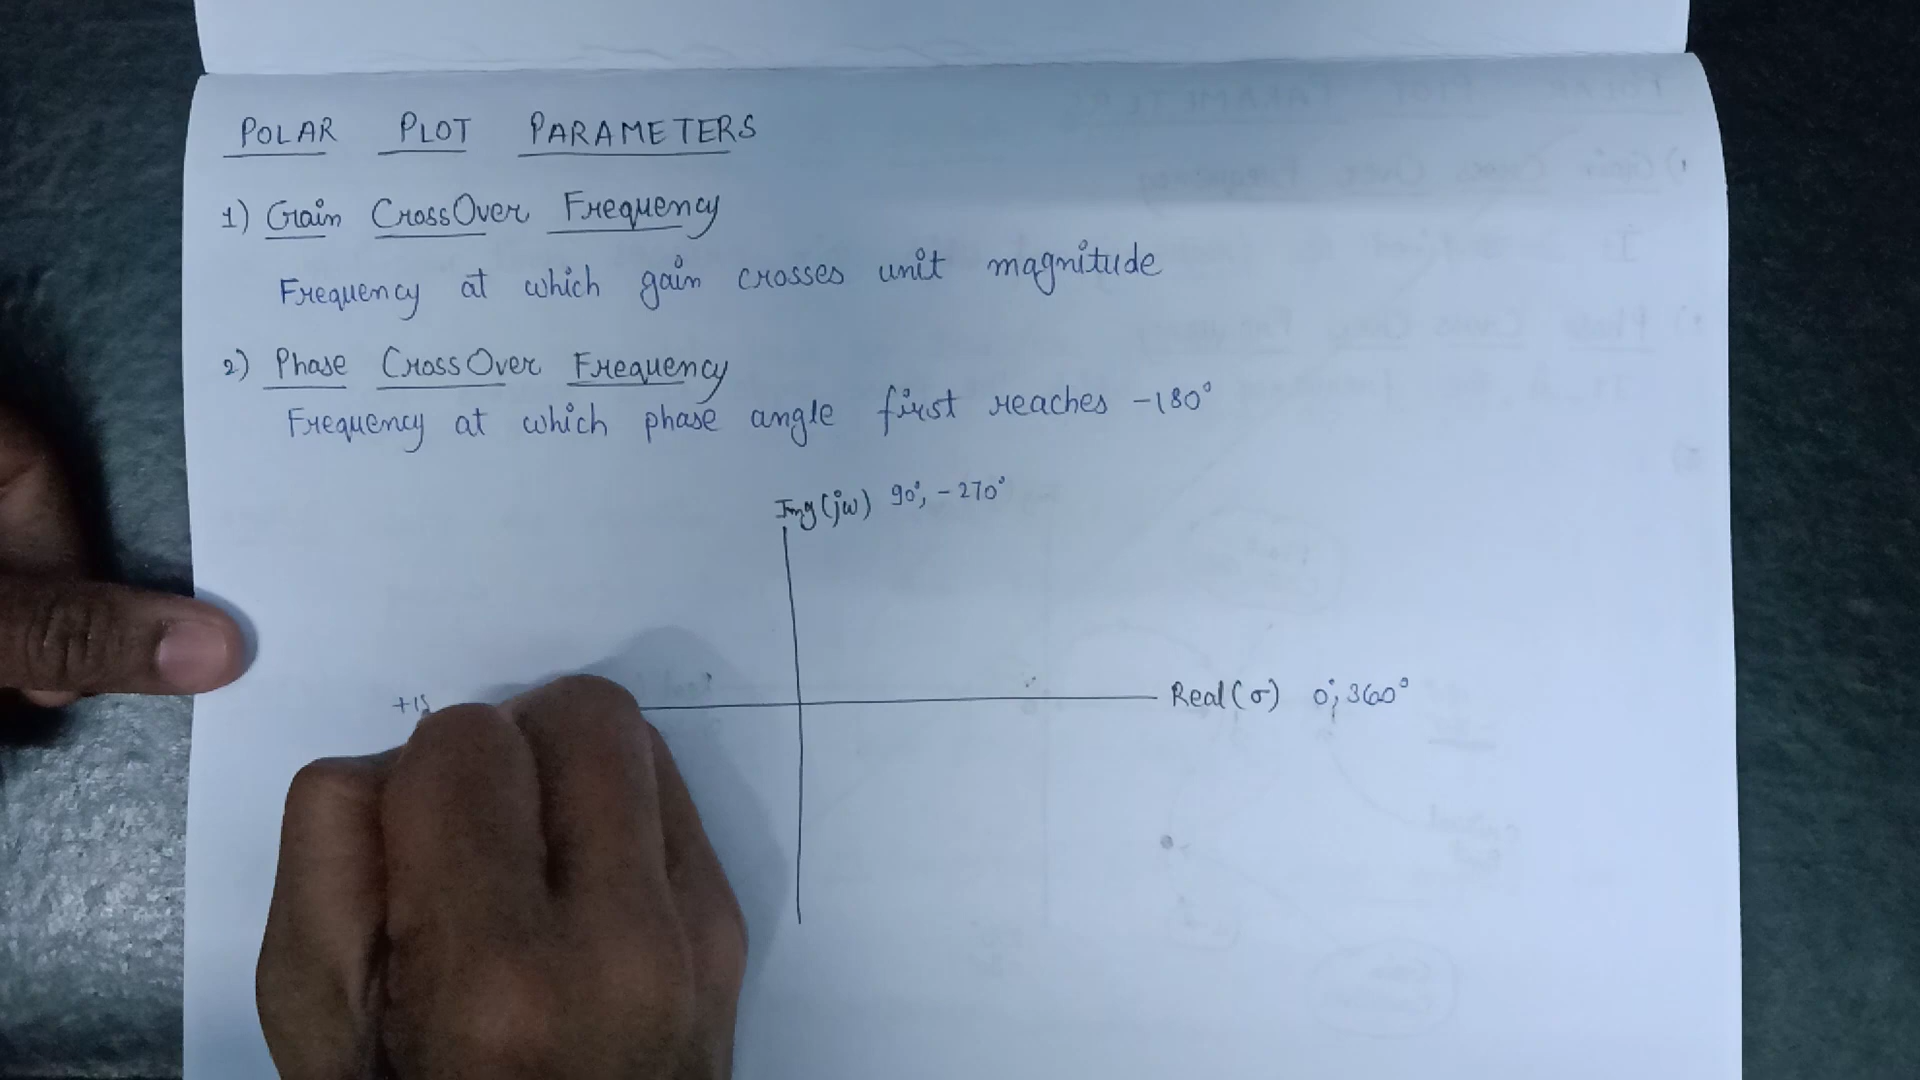 POLAR PLOT PARAMETERS
1) Gain CrossOver Frequency
Frequency at which gain crosses unit magnitude
2) Phase CrossOver Frequency
Frequency at which phase angle first reaches -180°
Img(jω) 90°, -270°
Real(σ) 0°, 360°